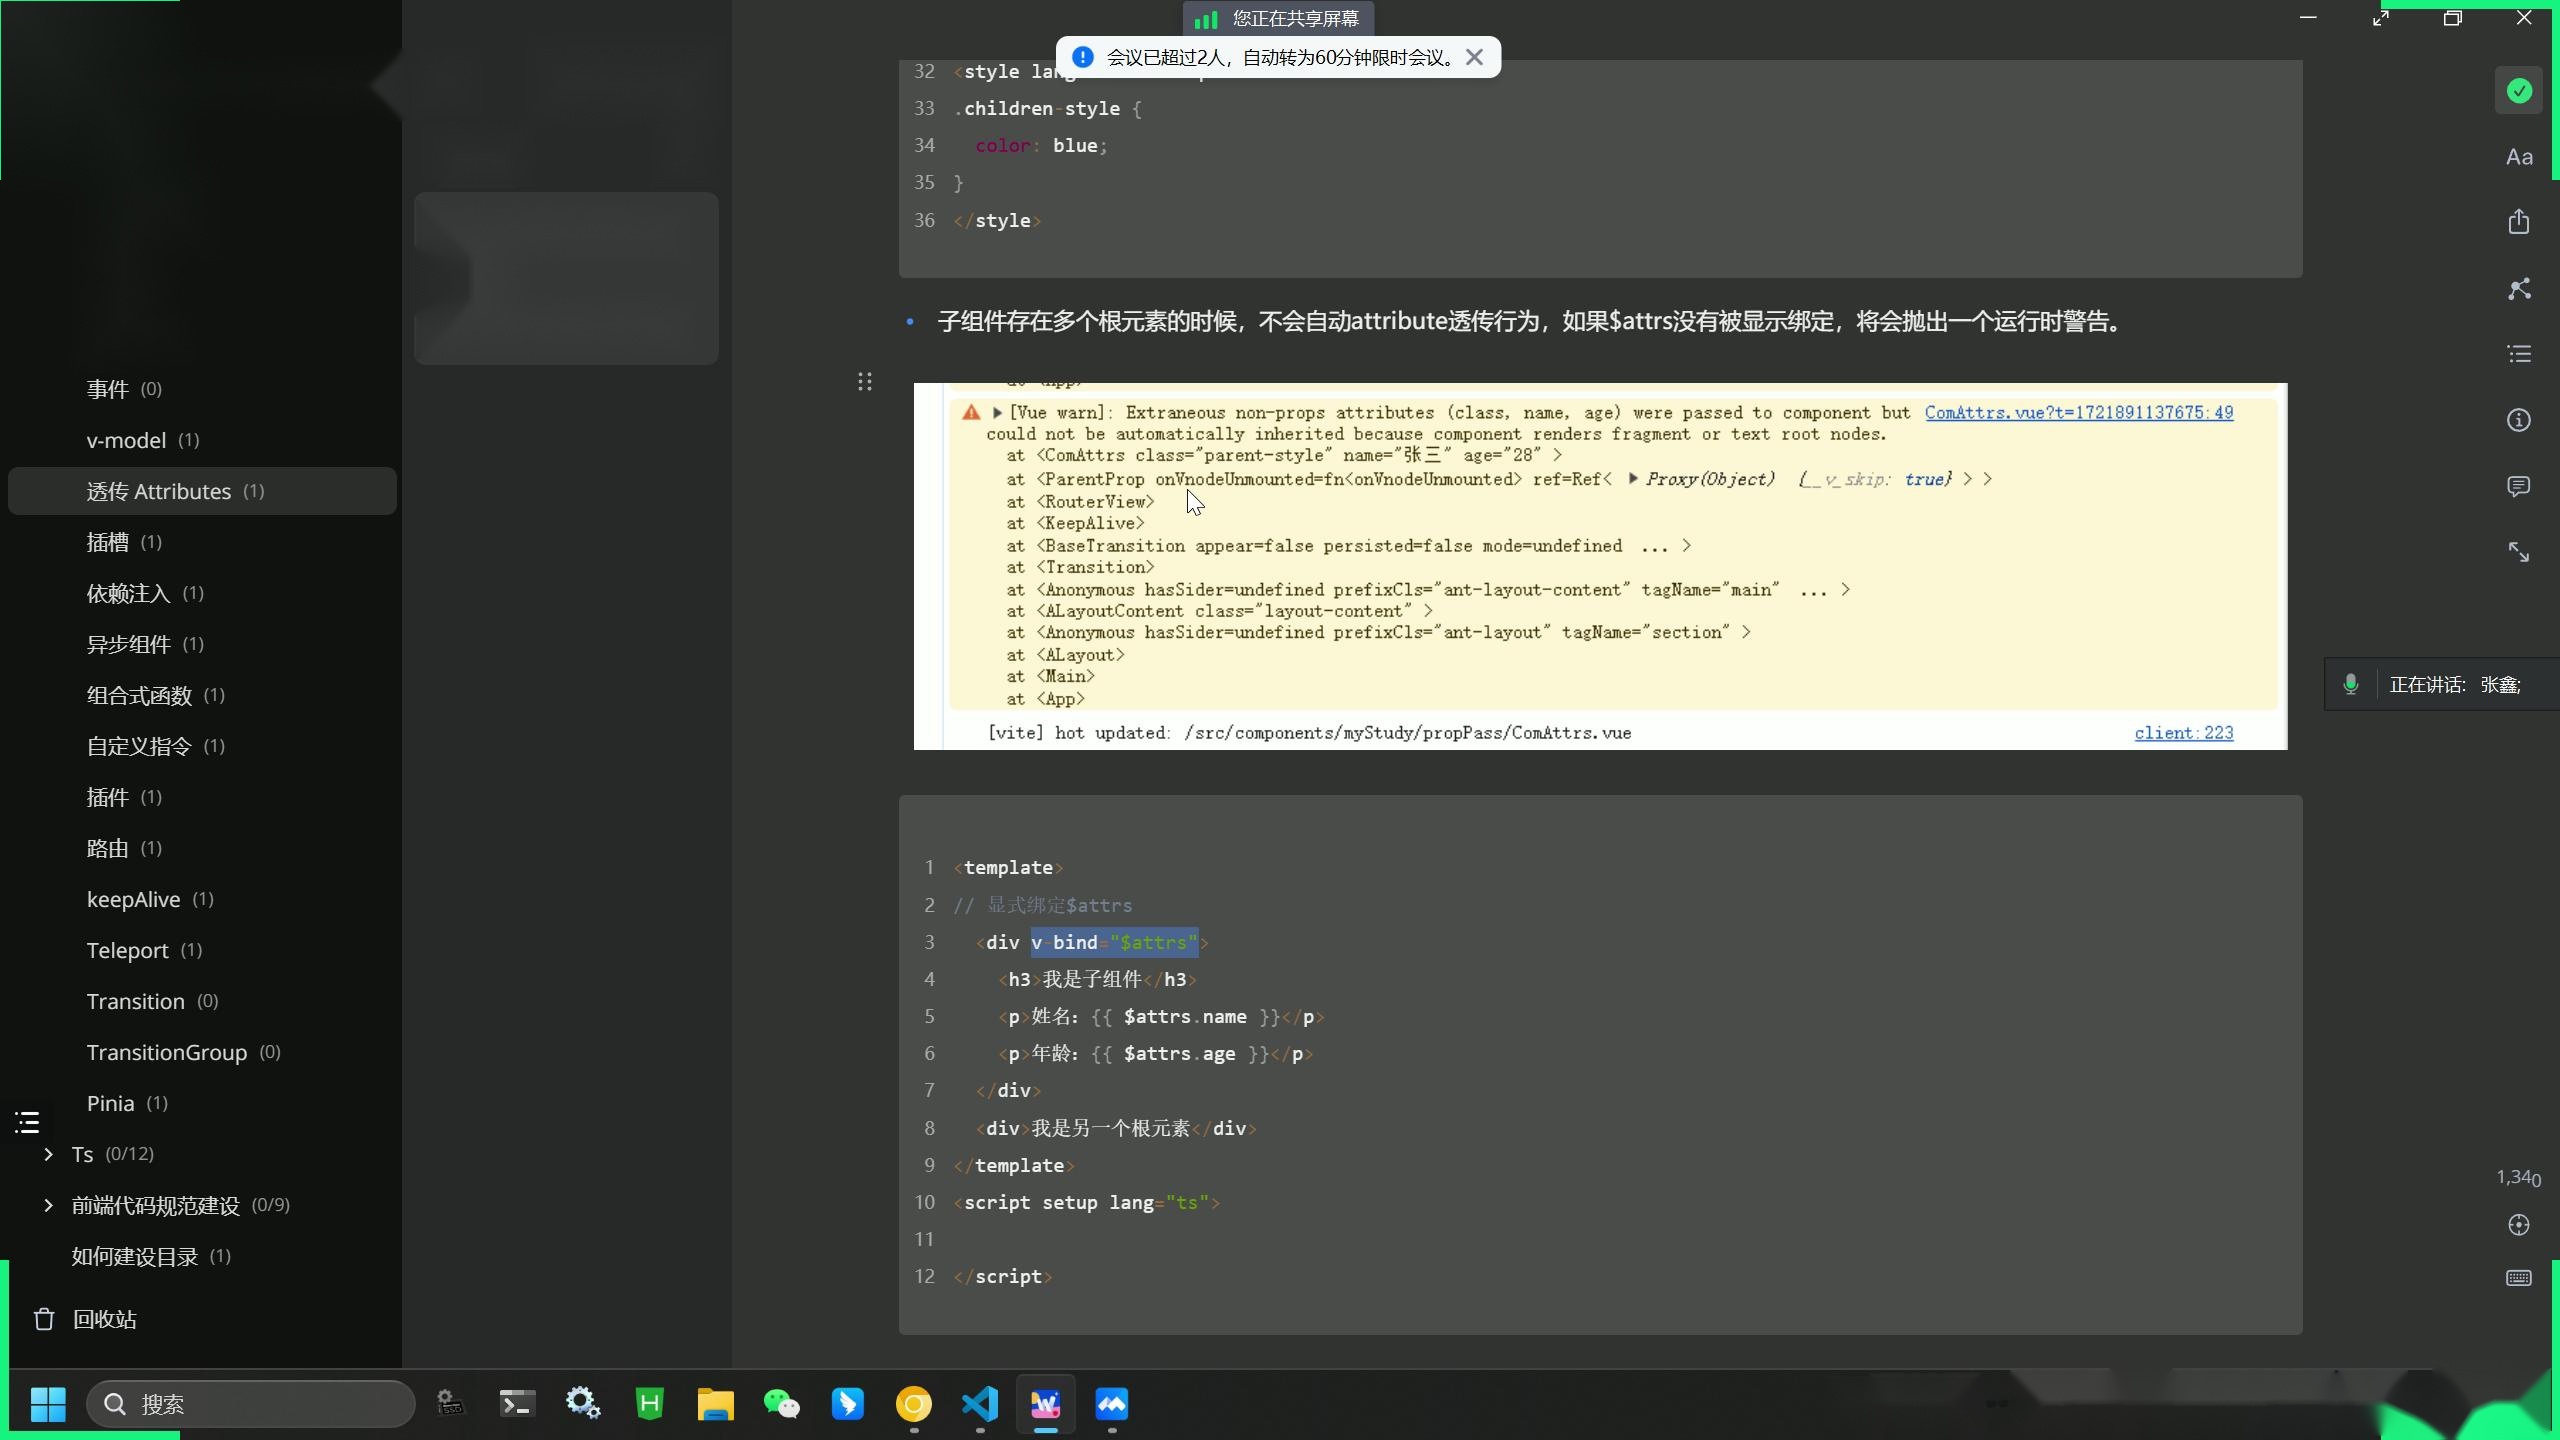 您正在共享屏幕
会议已超过2人，自动转为60分钟限时会议。
32 <style lang
33 .children-style {
34 color: blue;
35 }
36 </style>
子组件存在多个根元素的时候，不会自动attribute透传行为，如果$attrs没有被显示绑定，将会抛出一个运行时警告。
[Vue warn]: Extraneous non-props attributes (class, name, age) were passed to component but ComAttrs.vue?t=1721891137675:49
could not be automatically inherited because component renders fragment or text root nodes.
at <ComAttrs class="parent-style" name="张三" age="28" >
at <ParentProp onVnodeUnmounted=fn<onVnodeUnmounted> ref=Ref< Proxy(Object) {__v_skip: true} > >
at <RouterView>
at <KeepAlive>
at <BaseTransition appear=false persisted=false mode=undefined ... >
at <Transition>
at <Anonymous hasSider=undefined prefixCls="ant-layout-content" tagName="main" ... >
at <ALayoutContent class="layout-content" >
at <Anonymous hasSider=undefined prefixCls="ant-layout" tagName="section" >
at <ALayout>
at <Main>
at <App>
[vite] hot updated: /src/components/myStudy/propPass/ComAttrs.vue client:223
1 <template>
2 // 显式绑定$attrs
3 <div v-bind="$attrs">
4 <h3>我是子组件</h3>
5 <p>姓名: {{ $attrs.name }}</p>
6 <p>年龄: {{ $attrs.age }}</p>
7 </div>
8 <div>我是另一个根元素</div>
9 </template>
10 <script setup lang="ts">
11
12 </script>
事件 (0)
v-model (1)
透传 Attributes (1)
插槽 (1)
依赖注入 (1)
异步组件 (1)
组合式函数 (1)
自定义指令 (1)
插件 (1)
路由 (1)
keepAlive (1)
Teleport (1)
Transition (0)
TransitionGroup (0)
Pinia (1)
Ts (0/12)
前端代码规范建设 (0/9)
如何建设目录 (1)
回收站
Aa
正在讲话: 张鑫;
1,340
搜索